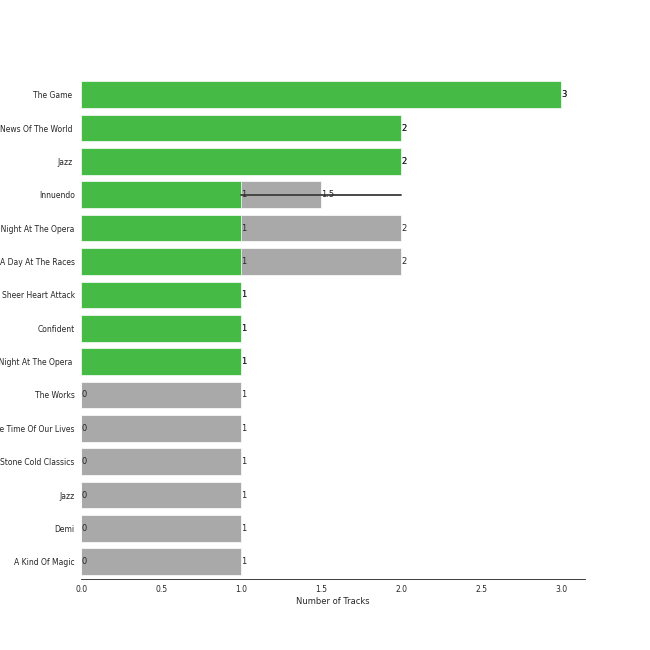 The Game 3
News Of The World 2
Jazz 2
Innuendo 1 1.5
Night At The Opera 1 2
A Day At The Races 1 2
Sheer Heart Attack 1
Confident 1
Night At The Opera 1
The Works 0 1
e Time Of Our Lives 0 1
Stone Cold Classics 0 1
Jazz 0 1
Demi 0 1
A Kind Of Magic 0 1
0.0 0.5 1.0 1.5 2.0 2.5 3.0
Number of Tracks